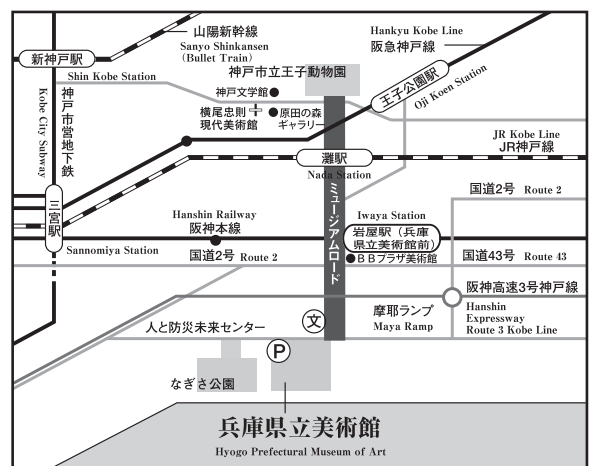 山陽新幹線
Sanyo Shinkansen
(Bullet Train)
Hankyu Kobe Line
阪急神戸線
新神戸駅
Shin Kobe Station
神戸市立王子動物園
神戸文学館
横尾忠則
現代美術館
原田の森
ギャラリー
王子公園駅
Oji Koen Station
神戸市営地下鉄
Kobe City Subway
JR Kobe Line
JR神戸線
灘駅
Nada Station
ミュージアムロード
国道2号 Route 2
三宮駅
Sannomiya Station
Hanshin Railway
阪神本線
Iwaya Station
岩屋駅（兵庫
県立美術館前）
BBプラザ美術館
国道2号 Route 2
国道43号 Route 43
阪神高速3号神戸線
Hanshin
Expressway
Route 3 Kobe Line
摩耶ランプ
Maya Ramp
人と防災未来センター
文
P
なぎさ公園
兵庫県立美術館
Hyogo Prefectural Museum of Art